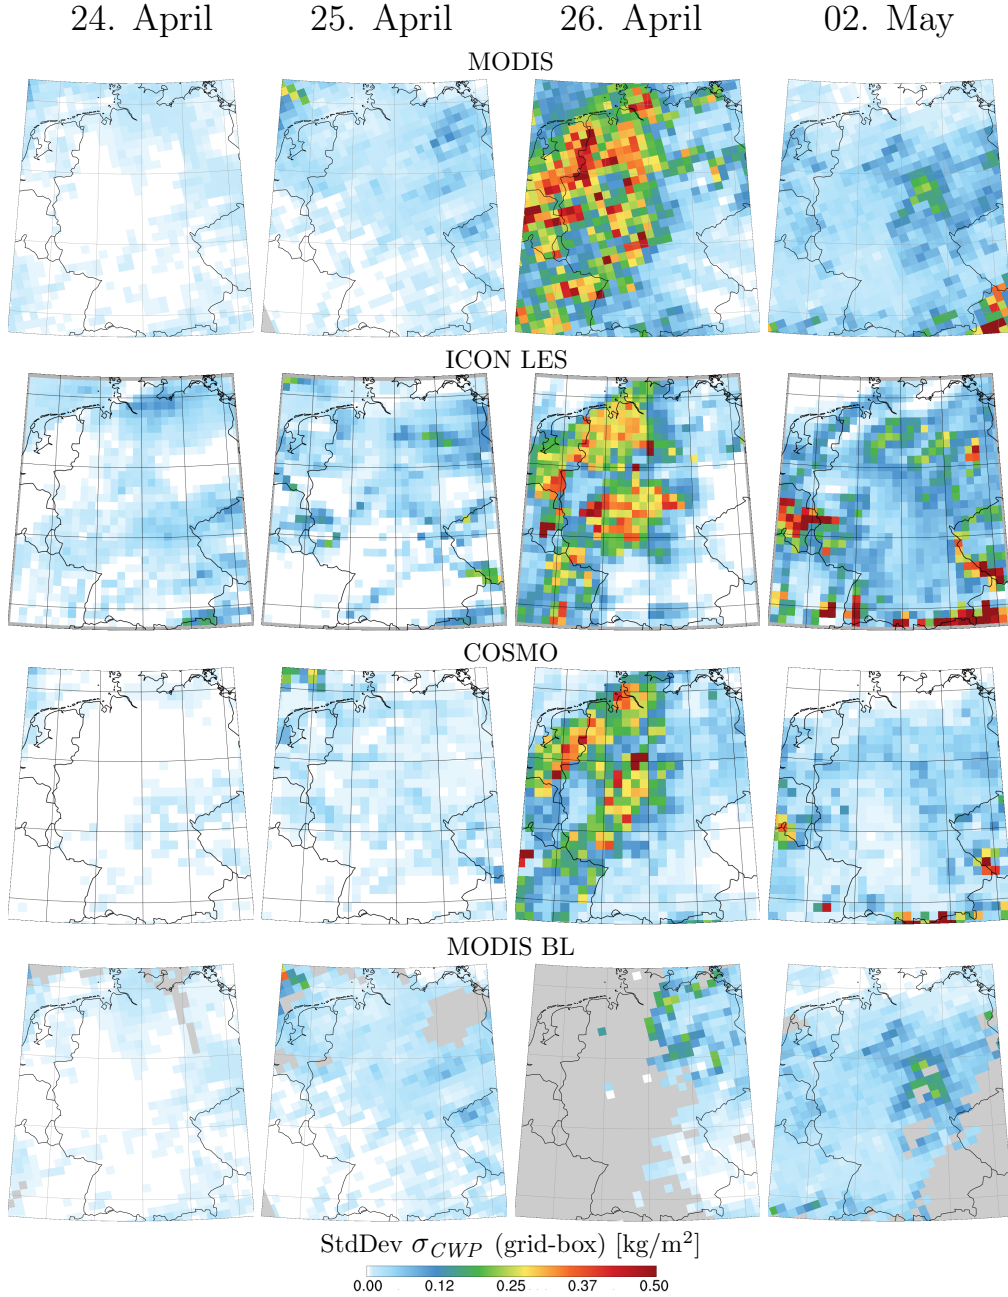 24. April 25. April 26. April 02. May
MODIS
ICON LES
COSMO
MODIS BL
StdDev σCWP (grid-box) [kg/m²]
0.00 0.12 0.25 0.37 0.50